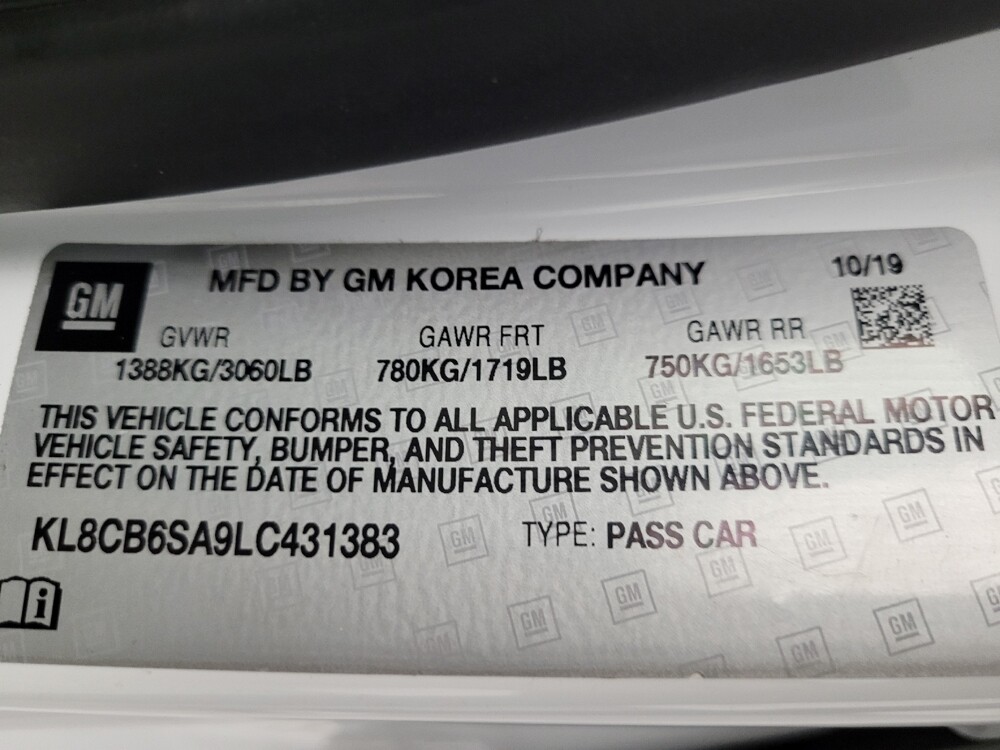 GM
MFD BY GM KOREA COMPANY
10/19
GVWR GAWR FRT GAWR RR
1388KG/3060LB 780KG/1719LB 750KG/1653LB
THIS VEHICLE CONFORMS TO ALL APPLICABLE U.S. FEDERAL MOTOR
VEHICLE SAFETY, BUMPER, AND THEFT PREVENTION STANDARDS IN
EFFECT ON THE DATE OF MANUFACTURE SHOWN ABOVE.
KL8CB6SA9LC431383 TYPE: PASS CAR